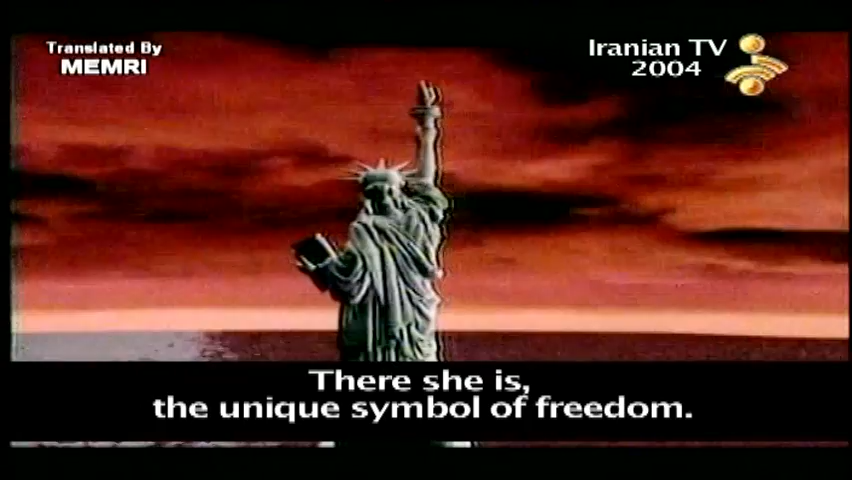 Translated By
MEMRI
Iranian TV
2004
There she is,
the unique symbol of freedom.